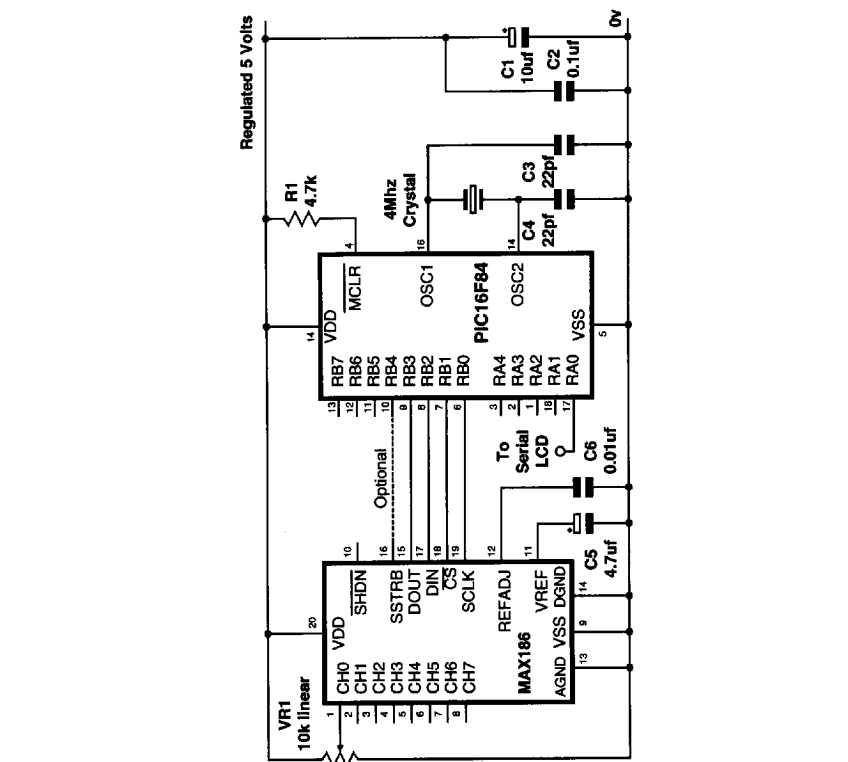 Regulated 5 Volts
VR1
10k linear
20
VDD
1
CH0
2
CH1
3
CH2
4
CH3
5
CH4
6
CH5
7
CH6
8
CH7
SHDN
10
SSTRB
16
DOUT
15
DIN
17
CS
18
SCLK
19
REFADJ
12
VREF
11
MAX186
AGND
VSS
DGND
13
9
14
Optional
To
Serial
LCD
C5
4.7uf
C6
0.01uf
14
VDD
13
RB7
12
RB6
11
RB5
10
RB4
9
RB3
8
RB2
7
RB1
6
RB0
3
RA4
2
RA3
1
RA2
18
RA1
17
RA0
MCLR
4
OSC1
16
PIC16F84
OSC2
14
VSS
5
R1
4.7k
4Mhz
Crystal
C4
22pf
C3
22pf
C1
10uf
C2
0.1uf
0v